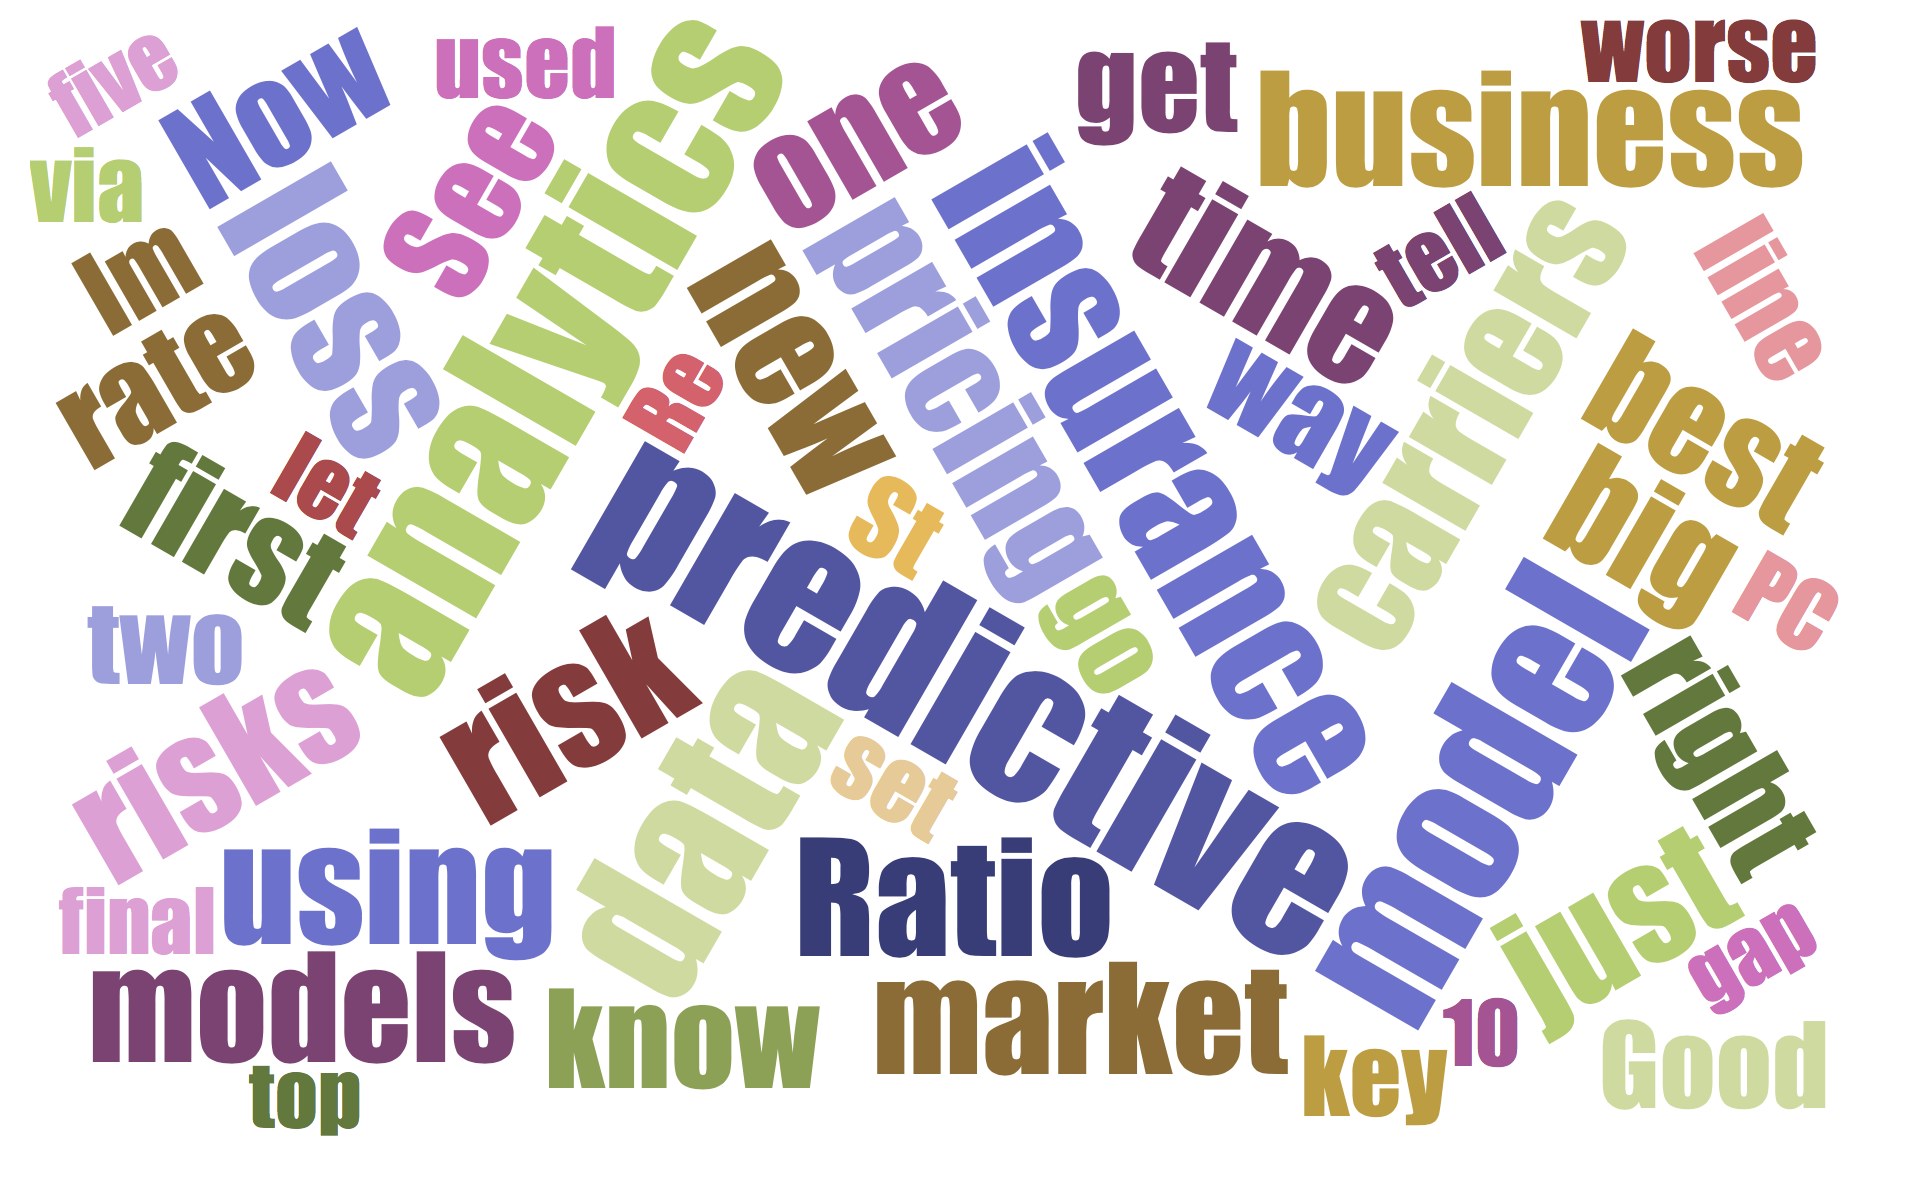 five
Now
used
see
analytics
one
get
business
worse
via
loss
Im
rate
new
pricing
insurance
time
tell
carriers
line
Re
way
best
first
let
st
big
PC
predictive
go
two
risk
risks
data
set
model
right
using
Ratio
just
final
gap
models
know
market
key
10
Good
top